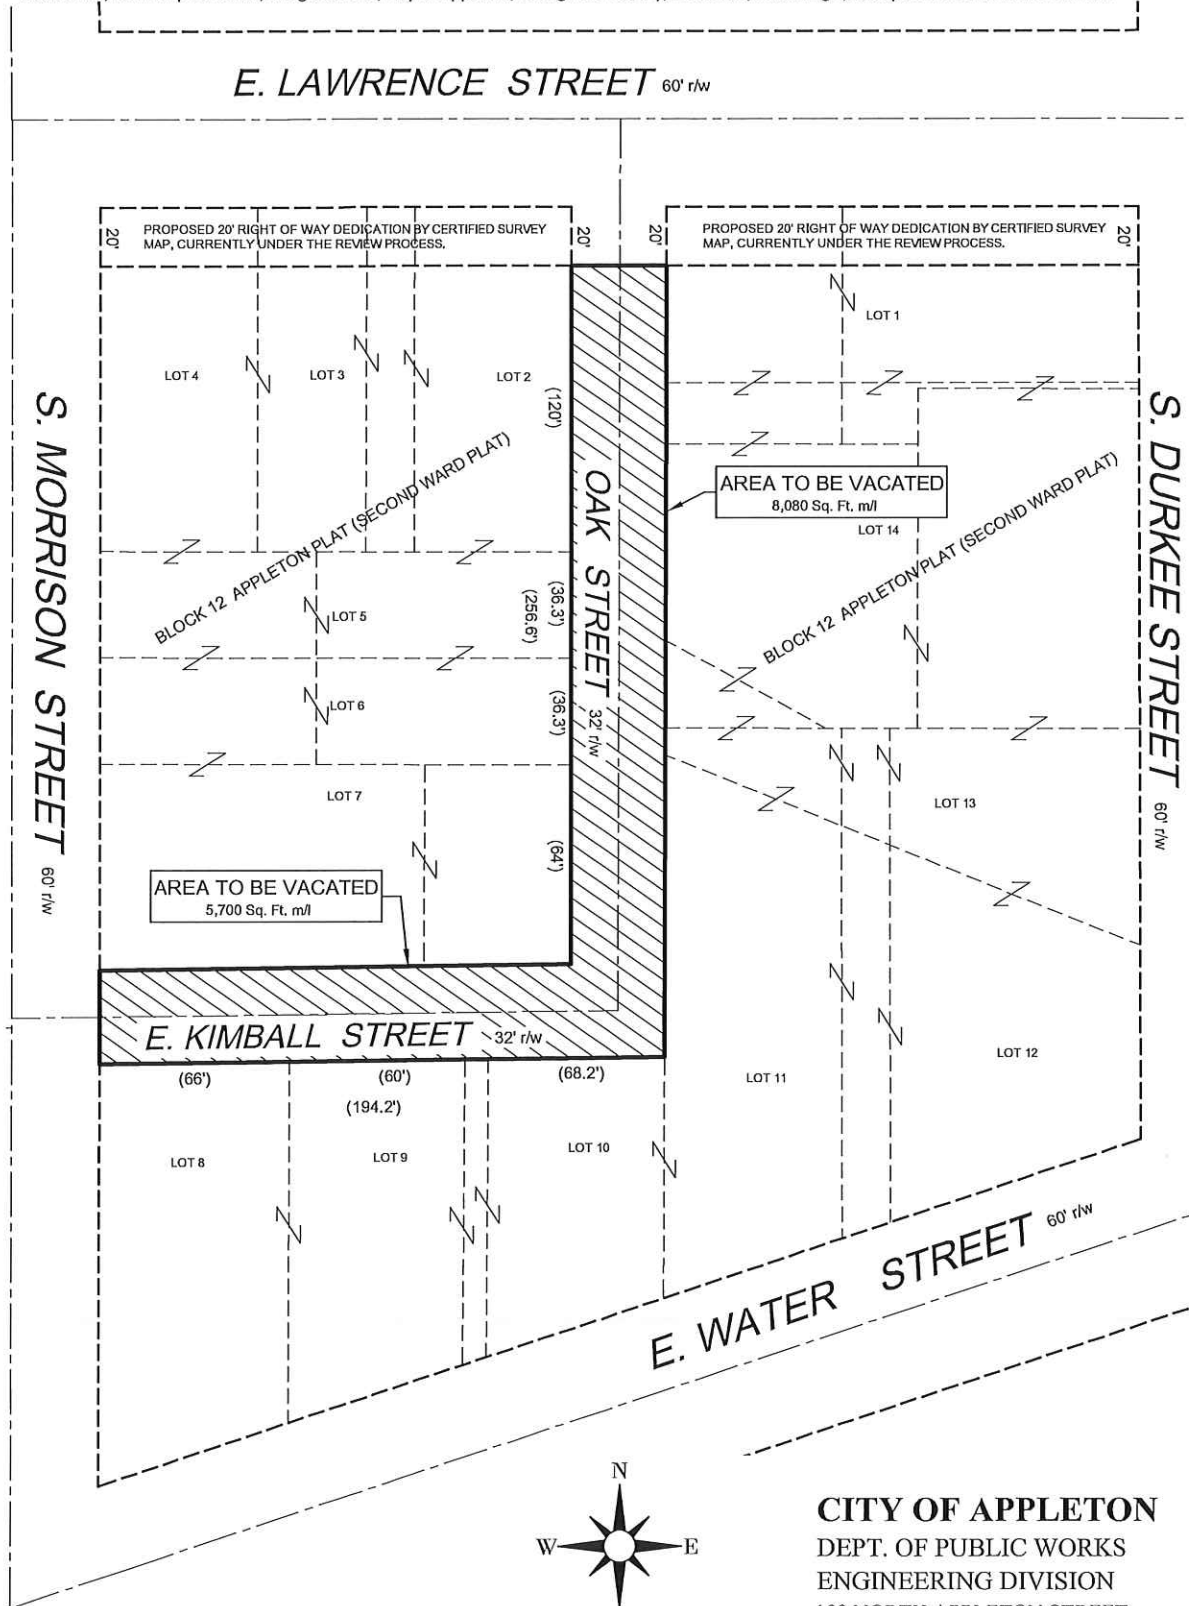 E. LAWRENCE STREET 60' r/w
20'
PROPOSED 20' RIGHT OF WAY DEDICATION BY CERTIFIED SURVEY
MAP, CURRENTLY UNDER THE REVIEW PROCESS.
20'
20'
PROPOSED 20' RIGHT OF WAY DEDICATION BY CERTIFIED SURVEY
MAP, CURRENTLY UNDER THE REVIEW PROCESS.
20'
LOT 1
LOT 4
LOT 3
LOT 2
(120')
S. MORRISON STREET 60' r/w
BLOCK 12 APPLETON PLAT (SECOND WARD PLAT)
OAK STREET 32' r/w
AREA TO BE VACATED
8,080 Sq. Ft. m/l
LOT 14
BLOCK 12 APPLETON PLAT (SECOND WARD PLAT)
S. DURKEE STREET 60' r/w
LOT 5
(36.3')
(256.6')
LOT 6
(36.3')
LOT 7
LOT 13
(64')
AREA TO BE VACATED
5,700 Sq. Ft. m/l
E. KIMBALL STREET 32' r/w
(66')
(60')
(68.2')
(194.2')
LOT 11
LOT 12
LOT 8
LOT 9
LOT 10
E. WATER STREET 60' r/w
N
W
E
CITY OF APPLETON
DEPT. OF PUBLIC WORKS
ENGINEERING DIVISION